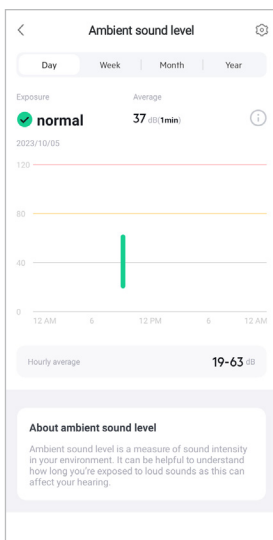 Ambient sound level
Day Week Month Year
Exposure Average
normal 37 dB(1min)
2023/10/05
120
80
40
0
12 AM 6 12 PM 6 12 AM
Hourly average 19-63 dB
About ambient sound level
Ambient sound level is a measure of sound intensity
in your environment. It can be helpful to understand
how long you're exposed to loud sounds as this can
affect your hearing.